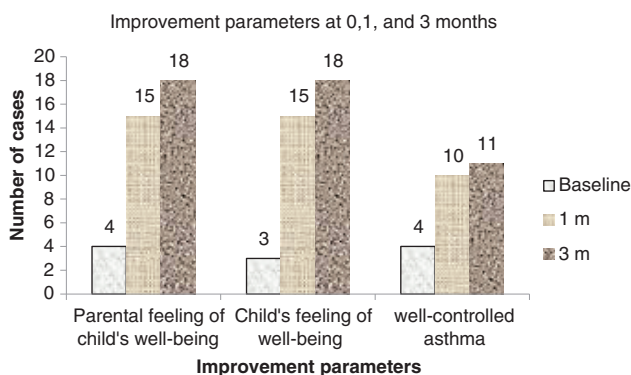 Improvement parameters at 0,1, and 3 months
Number of cases
20
18
16
14
12
10
8
6
4
2
0
4
15
18
3
15
18
4
10
11
Baseline
1 m
3 m
Parental feeling of
child's well-being
Child's feeling of
well-being
well-controlled
asthma
Improvement parameters